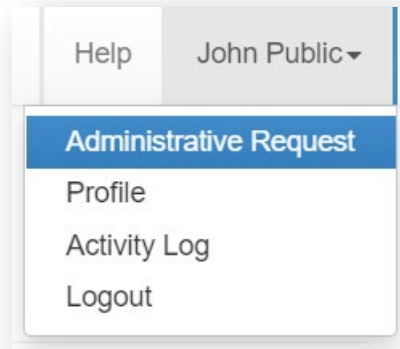 Help John Public
Administrative Request
Profile
Activity Log
Logout